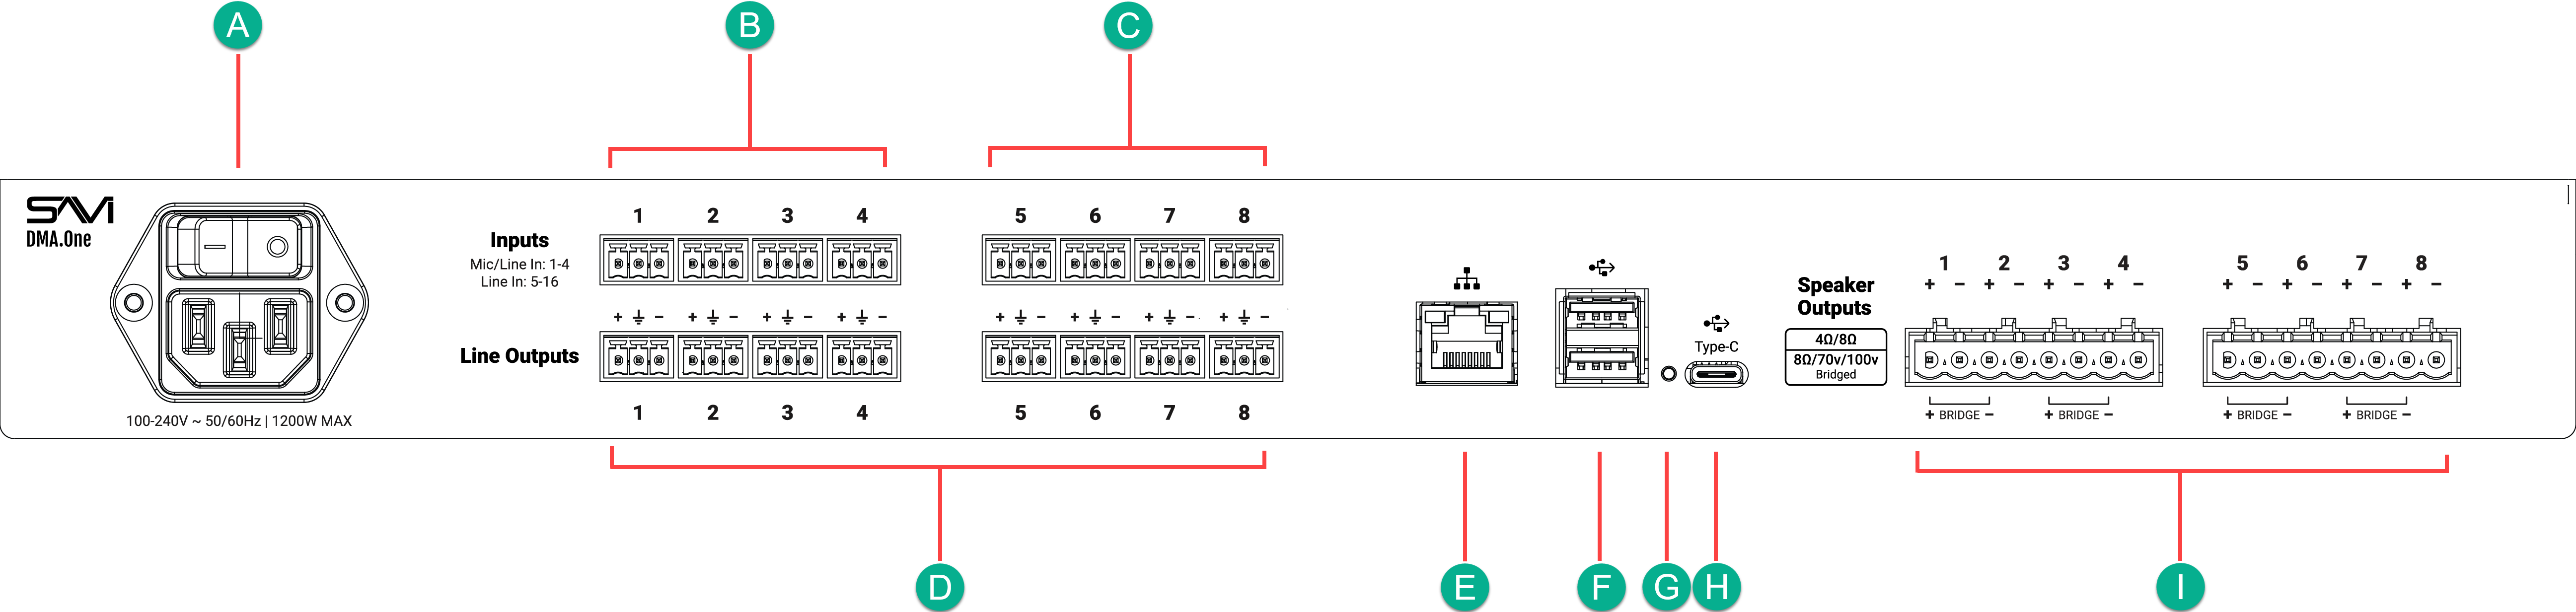 A
B
C
SAVI
DMA.One
100-240V ~ 50/60Hz | 1200W MAX
Inputs
Mic/Line In: 1-4
Line In: 5-16
1 2 3 4 5 6 7 8
+ ⏚ − + ⏚ − + ⏚ − + ⏚ − + ⏚ − + ⏚ − + ⏚ − + ⏚ −
Line Outputs
1 2 3 4 5 6 7 8
Type-C
Speaker
Outputs
4Ω/8Ω
8Ω/70v/100v
Bridged
1 2 3 4 5 6 7 8
+ − + − + − + − + − + − + − + −
+ BRIDGE − + BRIDGE − + BRIDGE − + BRIDGE −
D
E
F
G
H
I